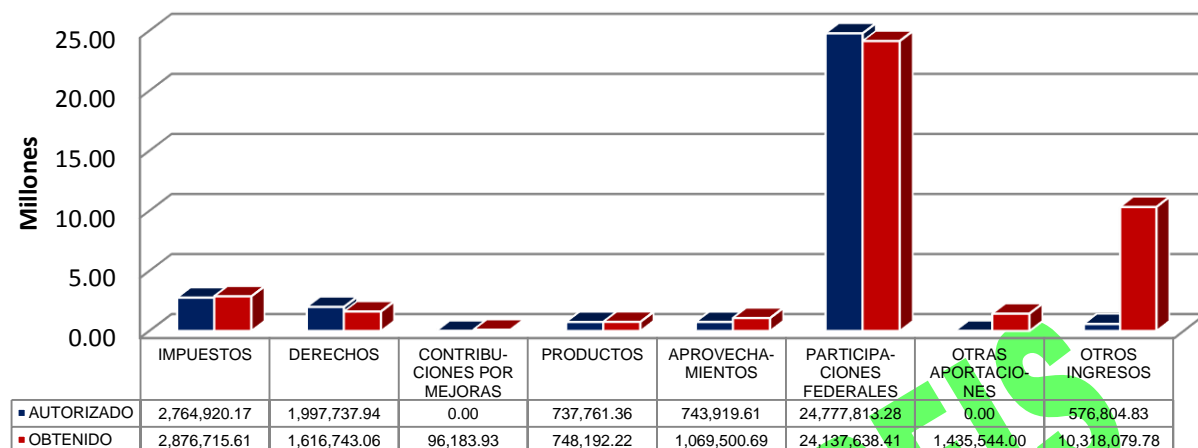 Millones
25.00
20.00
15.00
10.00
5.00
0.00
IMPUESTOS DERECHOS CONTRIBU-CIONES POR MEJORAS PRODUCTOS APROVECHA-MIENTOS PARTICIPA-CIONES FEDERALES OTRAS APORTACIO-NES OTROS INGRESOS
AUTORIZADO 2,764,920.17 1,997,737.94 0.00 737,761.36 743,919.61 24,777,813.28 0.00 576,804.83
OBTENIDO 2,876,715.61 1,616,743.06 96,183.93 748,192.22 1,069,500.69 24,137,638.41 1,435,544.00 10,318,079.78